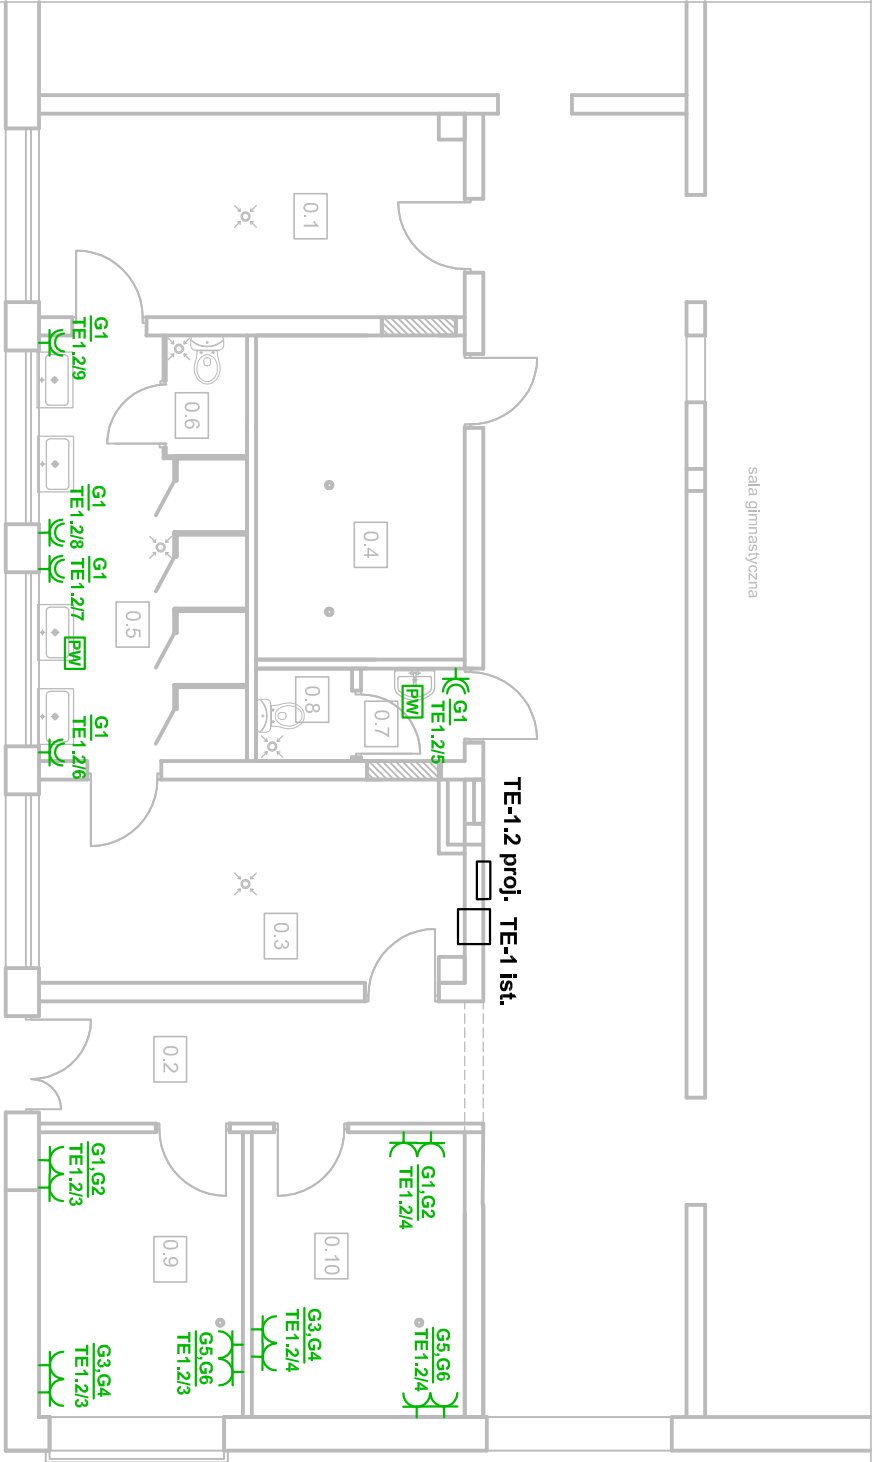 sala gimnastyczna
TE-1.2 proj.
TE-1 ist.
0.1
0.6
0.4
0.5
0.8
0.7
0.3
0.2
0.9
0.10
G1
TE1.2/9
G1
TE1.2/8
G1
TE1.2/7
PW
G1
TE1.2/6
PW
G1
TE1.2/5
G1,G2
TE1.2/3
G1,G2
TE1.2/4
G3,G4
TE1.2/3
G5,G6
TE1.2/3
G3,G4
TE1.2/4
G5,G6
TE1.2/4